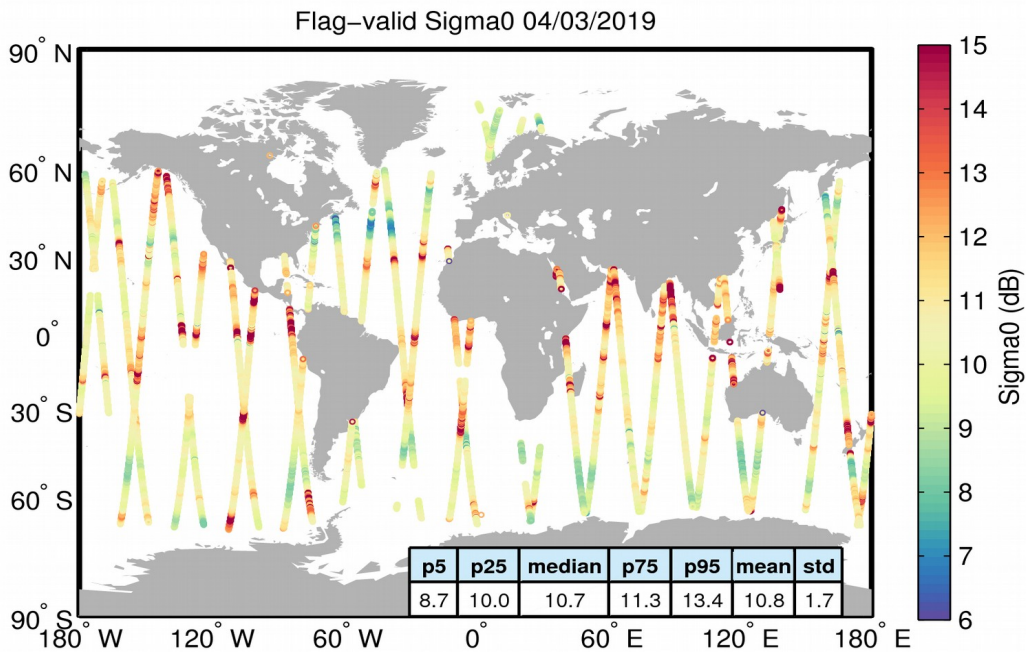 Flag−valid Sigma0 04/03/2019
90° N
60° N
30° N
0°
30° S
60° S
90° S
180° W
120° W
60° W
0°
60° E
120° E
180° E
15
14
13
12
11
10
9
8
7
6
Sigma0 (dB)
p5 p25 median p75 p95 mean std
8.7 10.0 10.7 11.3 13.4 10.8 1.7